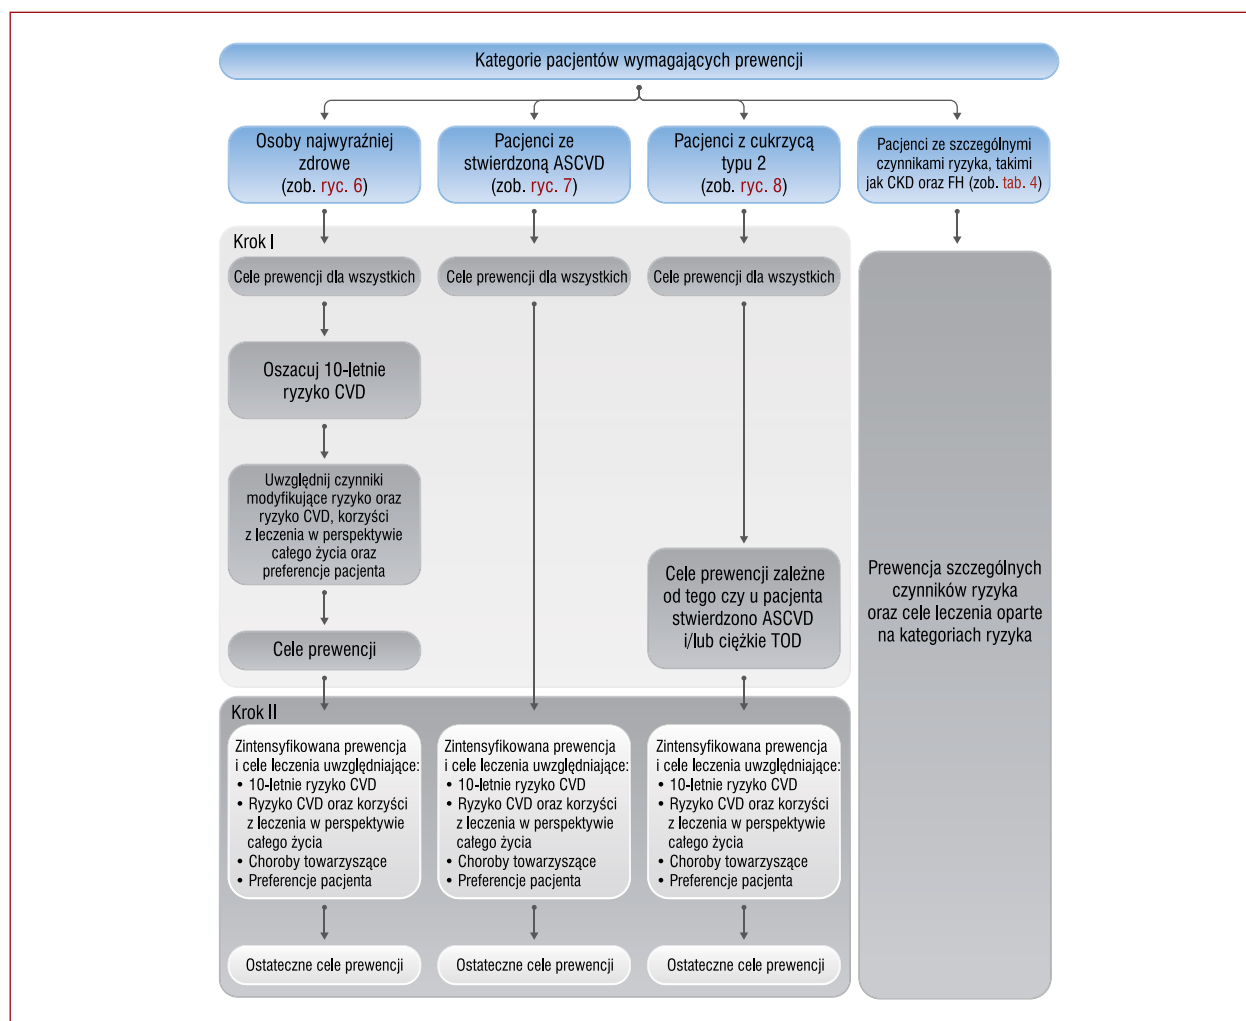 Kategorie pacjentów wymagających prewencji
Osoby najwyraźniej
zdrowe
(zob. ryc. 6)
Pacjenci ze
stwierdzoną ASCVD
(zob. ryc. 7)
Pacjenci z cukrzycą
typu 2
(zob. ryc. 8)
Pacjenci ze szczególnymi
czynnikami ryzyka, takimi
jak CKD oraz FH (zob. tab. 4)
Krok I
Cele prewencji dla wszystkich
Cele prewencji dla wszystkich
Cele prewencji dla wszystkich
Oszacuj 10-letnie
ryzyko CVD
Uwzględnij czynniki
modyfikujące ryzyko oraz
ryzyko CVD, korzyści
z leczenia w perspektywie
całego życia oraz
preferencje pacjenta
Cele prewencji
Cele prewencji zależne
od tego czy u pacjenta
stwierdzono ASCVD
i/lub ciężkie TOD
Prewencja szczególnych
czynników ryzyka
oraz cele leczenia oparte
na kategoriach ryzyka
Krok II
Zintensyfikowana prewencja
i cele leczenia uwzględniające:
• 10-letnie ryzyko CVD
• Ryzyko CVD oraz korzyści
z leczenia w perspektywie
całego życia
• Choroby towarzyszące
• Preferencje pacjenta
Zintensyfikowana prewencja
i cele leczenia uwzględniające:
• 10-letnie ryzyko CVD
• Ryzyko CVD oraz korzyści
z leczenia w perspektywie
całego życia
• Choroby towarzyszące
• Preferencje pacjenta
Zintensyfikowana prewencja
i cele leczenia uwzględniające:
• 10-letnie ryzyko CVD
• Ryzyko CVD oraz korzyści
z leczenia w perspektywie
całego życia
• Choroby towarzyszące
• Preferencje pacjenta
Ostateczne cele prewencji
Ostateczne cele prewencji
Ostateczne cele prewencji